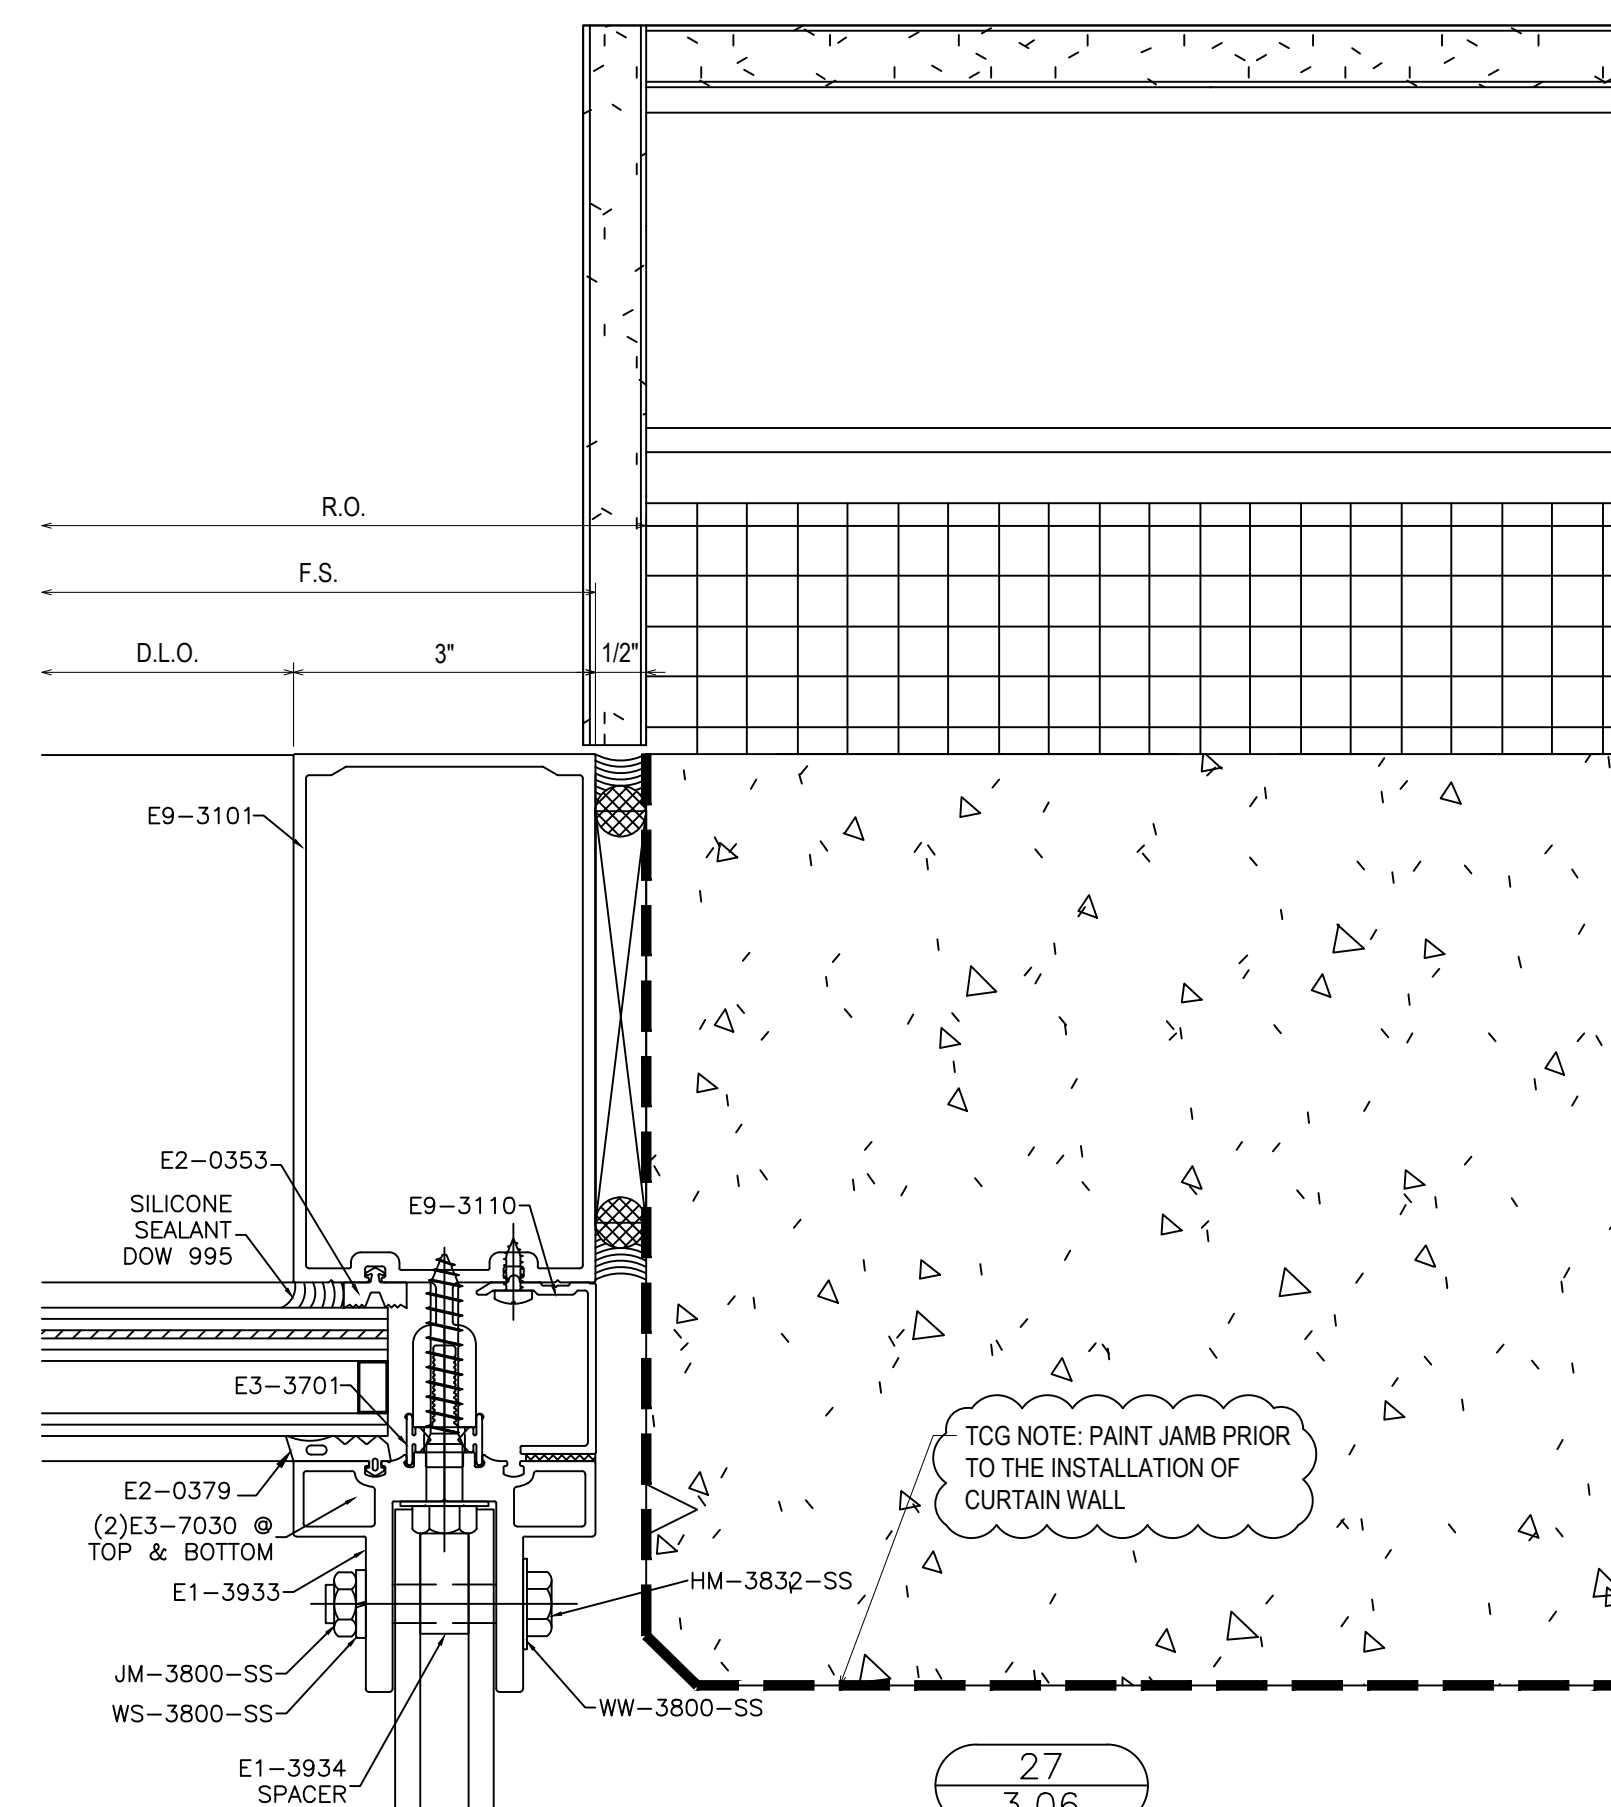 R.O.
F.S.
D.L.O.
3"
1/2"
E9-3101
E2-0353
SILICONE
SEALANT
DOW 995
E9-3110
E3-3701
E2-0379
(2)E3-7030 @
TOP & BOTTOM
E1-3933
JM-3800-SS
WS-3800-SS
E1-3934
SPACER
HM-3832-SS
WW-3800-SS
TCG NOTE: PAINT JAMB PRIOR
TO THE INSTALLATION OF
CURTAIN WALL
27
3.06